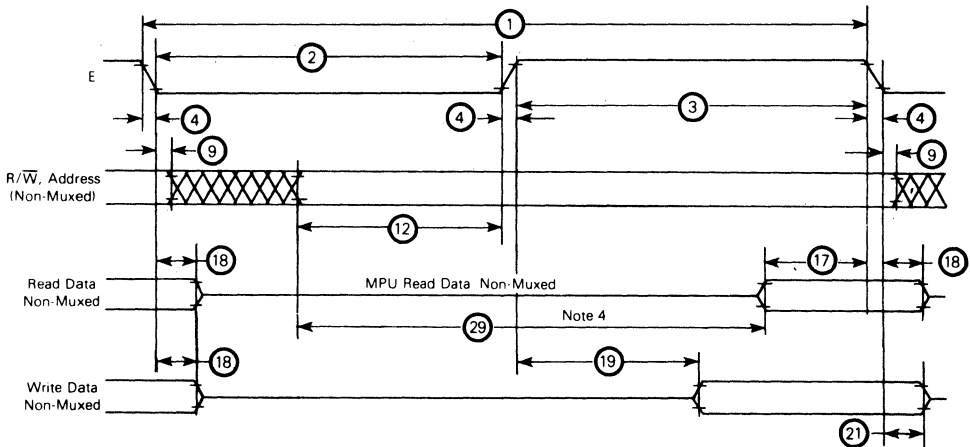 1
2
E
3
4
4
4
9
9
R/W̅, Address
(Non-Muxed)
12
18
17
18
Read Data
Non-Muxed
MPU Read Data Non-Muxed
Note 4
29
18
19
Write Data
Non-Muxed
21